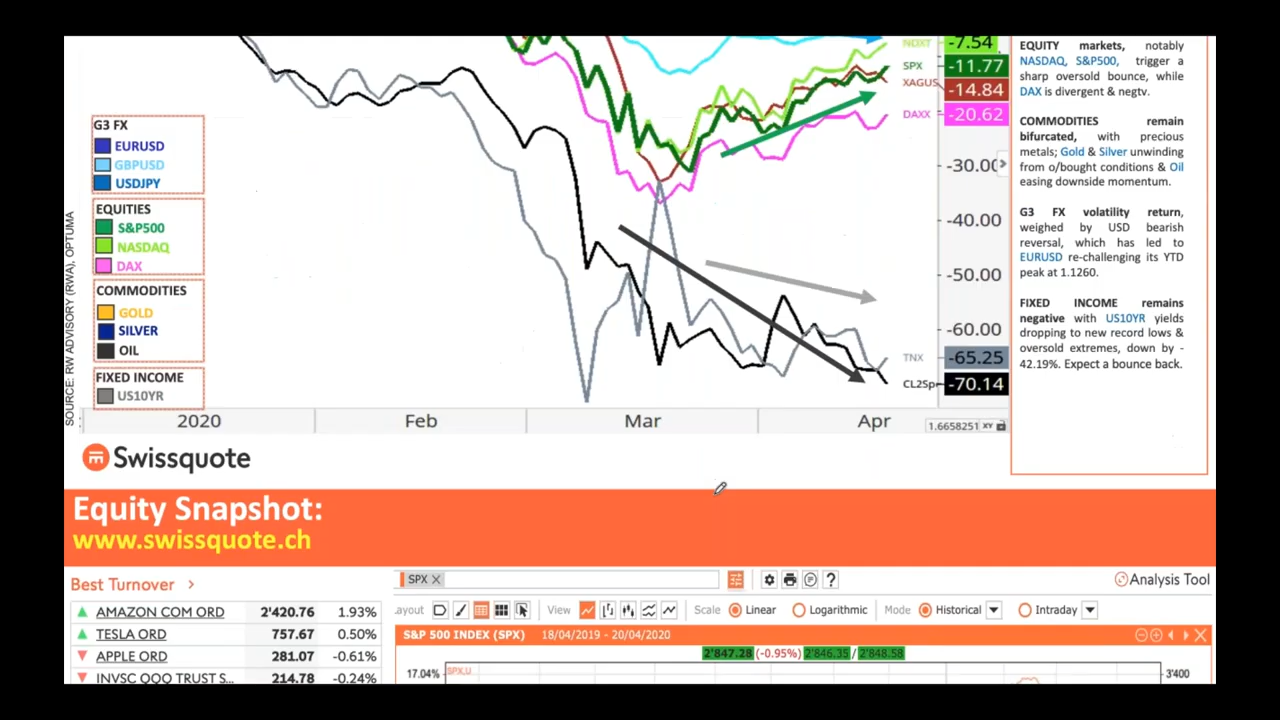 NDXT
-7.54
SPX
-11.77
XAGUS
-14.84
DAXX
-20.62
-30.00
-40.00
-50.00
-60.00
TNX
-65.25
CL2Sp
-70.14
G3 FX
EURUSD
GBPUSD
USDJPY
EQUITIES
S&P500
NASDAQ
DAX
COMMODITIES
GOLD
SILVER
OIL
FIXED INCOME
US10YR
SOURCE: RW ADVISORY (RWA), OPTUMA
2020
Feb
Mar
Apr
1.6658251 XY
EQUITY markets, notably
NASDAQ, S&P500, trigger a
sharp oversold bounce, while
DAX is divergent & negtv.
COMMODITIES remain
bifurcated, with precious
metals; Gold & Silver unwinding
from o/bought conditions & Oil
easing downside momentum.
G3 FX volatility return,
weighed by USD bearish
reversal, which has led to
EURUSD re-challenging its YTD
peak at 1.1260.
FIXED INCOME remains
negative with US10YR yields
dropping to new record lows &
oversold extremes, down by -
42.19%. Expect a bounce back.
Swissquote
Equity Snapshot:
www.swissquote.ch
Best Turnover >
AMAZON COM ORD 2'420.76 1.93%
TESLA ORD 757.67 0.50%
APPLE ORD 281.07 -0.61%
INVSC QQQ TRUST S... 214.78 -0.24%
SPX X
?
Analysis Tool
ayout
View
Scale
Linear
Logarithmic
Mode
Historical
Intraday
S&P 500 INDEX (SPX) 18/04/2019 - 20/04/2020
2'847.28 (-0.95%) 2'846.35 / 2'848.58
17.04%
SPX,U
3'400